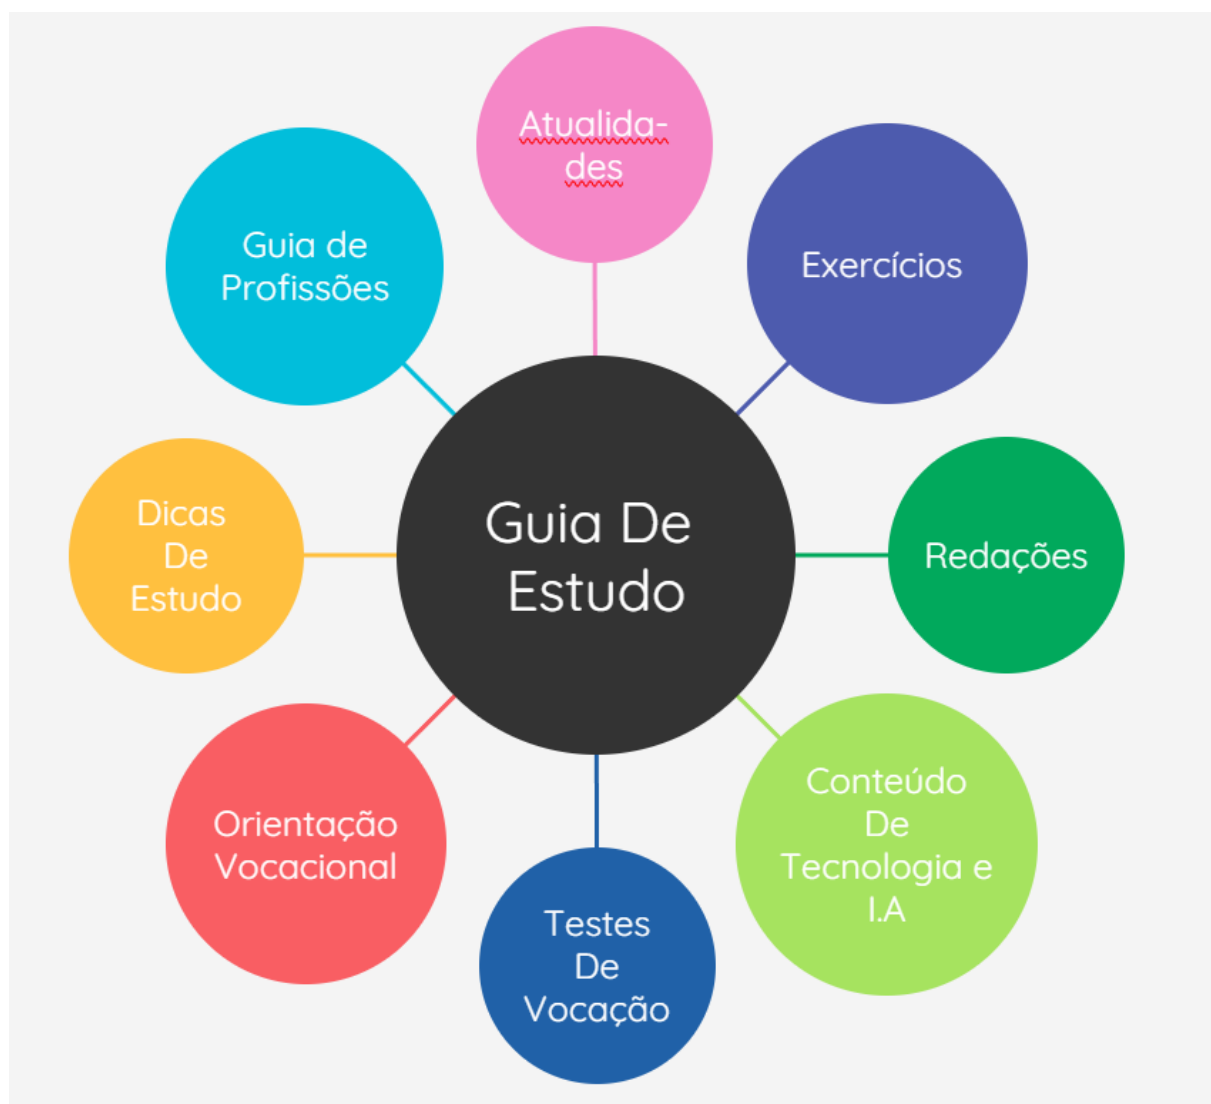 Atualida-
des
Guia de
Profissões
Exercícios
Dicas
De
Estudo
Guia De
Estudo
Redações
Orientação
Vocacional
Conteúdo
De
Tecnologia e
I.A
Testes
De
Vocação